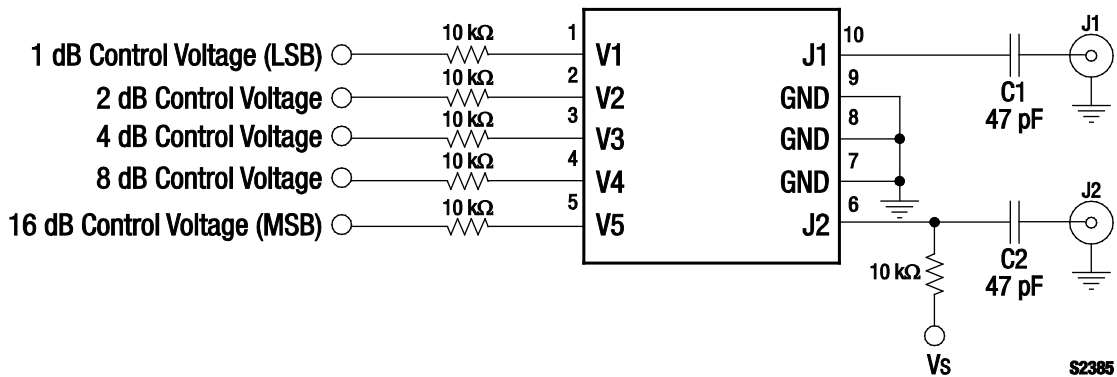 1 dB Control Voltage (LSB) 10 kΩ 1 V1
2 dB Control Voltage 10 kΩ 2 V2
4 dB Control Voltage 10 kΩ 3 V3
8 dB Control Voltage 10 kΩ 4 V4
16 dB Control Voltage (MSB) 10 kΩ 5 V5
J1 10
GND 9
GND 8
GND 7
J2 6
J1
C1
47 pF
J2
C2
47 pF
10 kΩ
Vs
S2385